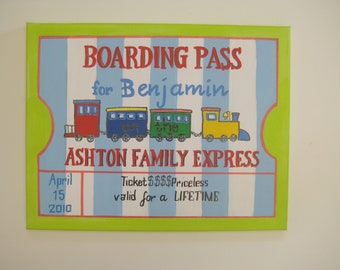 BOARDING PASS
for Benjamin
ASHTON FAMILY EXPRESS
April
15
2010
Ticket $$$$ Priceless
valid for a LIFETIME